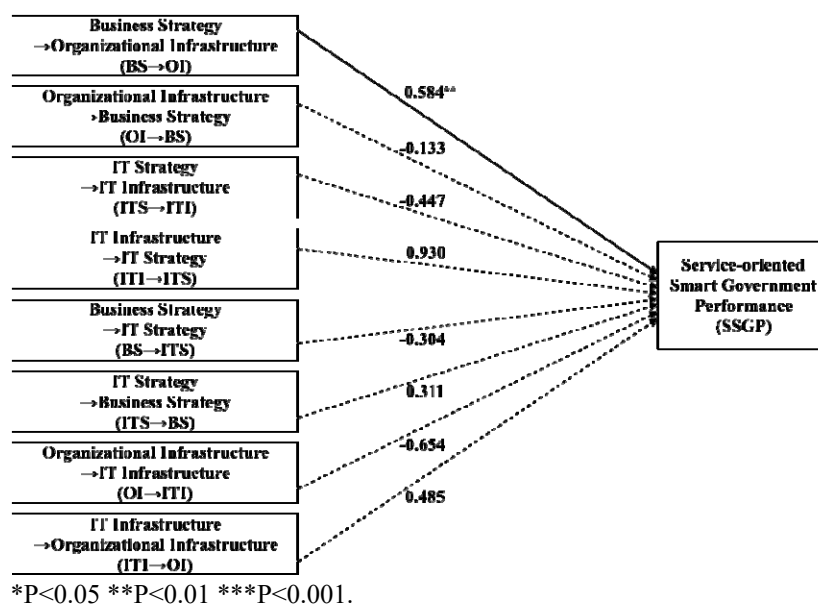 Business Strategy
→Organizational Infrastructure
(BS→OI)
0.584**
Organizational Infrastructure
→Business Strategy
(OI→BS)
-0.133
IT Strategy
→IT Infrastructure
(ITS→ITI)
-0.447
IT Infrastructure
→IT Strategy
(ITI→ITS)
0.930
Business Strategy
→IT Strategy
(BS→ITS)
-0.304
IT Strategy
→Business Strategy
(ITS→BS)
0.311
Organizational Infrastructure
→IT Infrastructure
(OI→ITI)
-0.654
IT Infrastructure
→Organizational Infrastructure
(ITI→OI)
0.485
Service-oriented
Smart Government
Performance
(SSGP)
*P<0.05 **P<0.01 ***P<0.001.